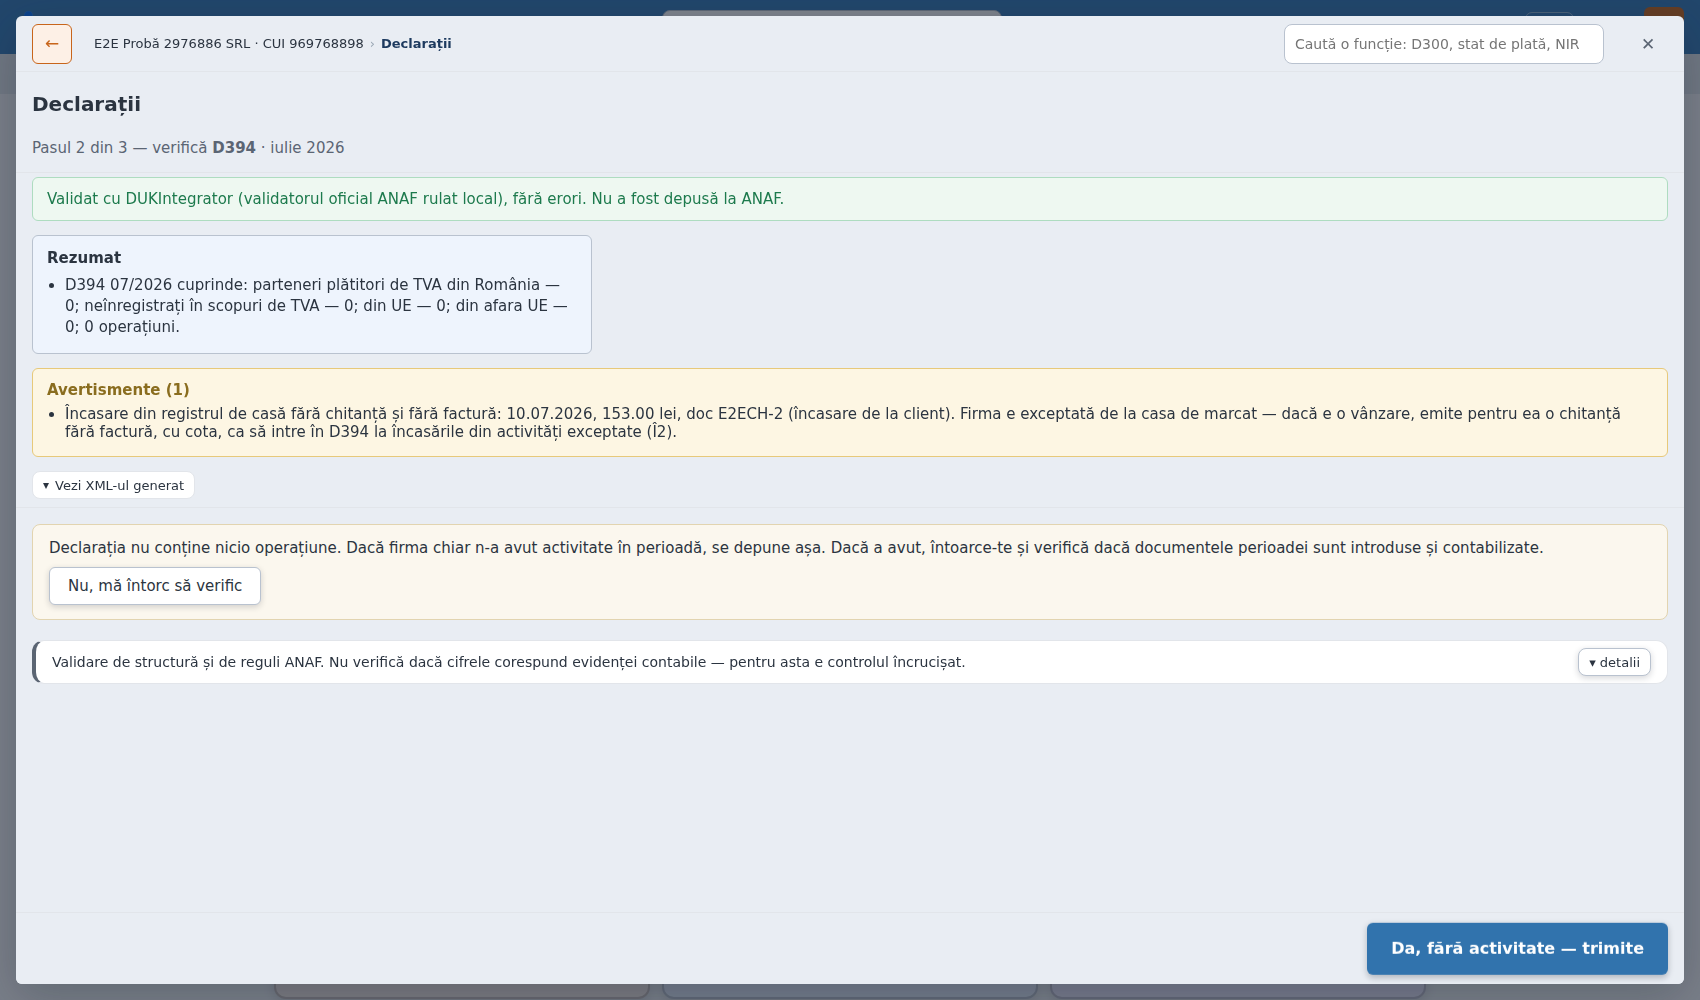 ←
E2E Probă 2976886 SRL · CUI 969768898 › Declarații
Caută o funcție: D300, stat de plată, NIR
✕
Declarații
Pasul 2 din 3 — verifică D394 · iulie 2026
Validat cu DUKIntegrator (validatorul oficial ANAF rulat local), fără erori. Nu a fost depusă la ANAF.
Rezumat
• D394 07/2026 cuprinde: parteneri plătitori de TVA din România —
0; neînregistrați în scopuri de TVA — 0; din UE — 0; din afara UE —
0; 0 operațiuni.
Avertismente (1)
• Încasare din registrul de casă fără chitanță și fără factură: 10.07.2026, 153.00 lei, doc E2ECH-2 (încasare de la client). Firma e exceptată de la casa de marcat — dacă e o vânzare, emite pentru ea o chitanță
fără factură, cu cota, ca să intre în D394 la încasările din activități exceptate (Î2).
▾ Vezi XML-ul generat
Declarația nu conține nicio operațiune. Dacă firma chiar n-a avut activitate în perioadă, se depune așa. Dacă a avut, întoarce-te și verifică dacă documentele perioadei sunt introduse și contabilizate.
Nu, mă întorc să verific
Validare de structură și de reguli ANAF. Nu verifică dacă cifrele corespund evidenței contabile — pentru asta e controlul încrucișat.
▾ detalii
Da, fără activitate — trimite